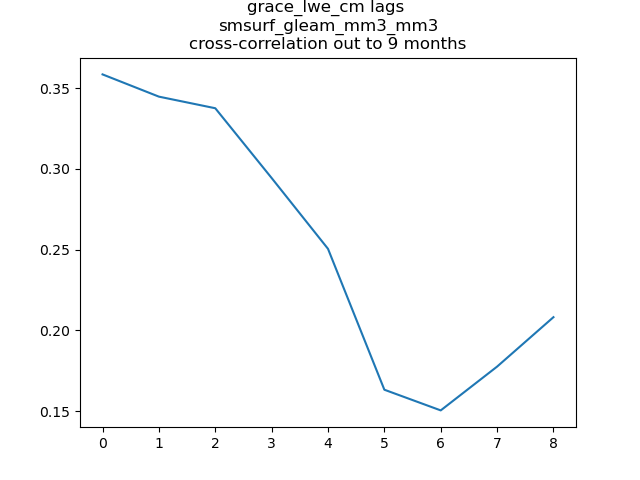 grace_lwe_cm lags
smsurf_gleam_mm3_mm3
cross-correlation out to 9 months
0.35
0.30
0.25
0.20
0.15
0 1 2 3 4 5 6 7 8